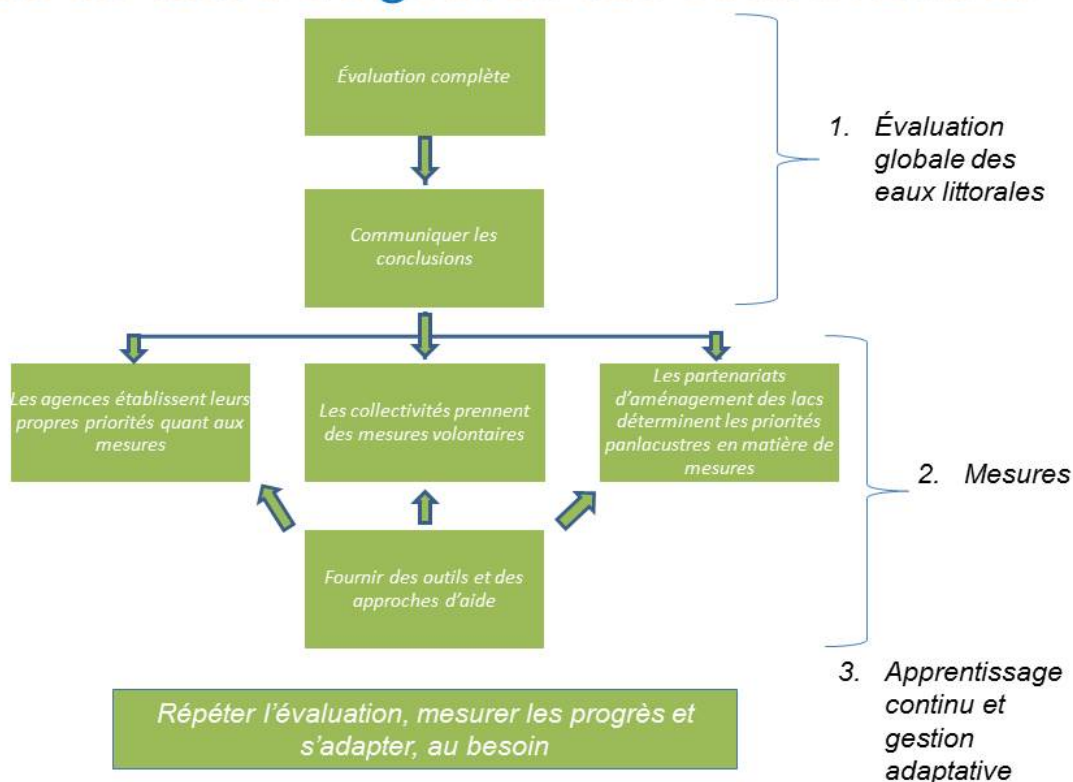 Évaluation complète
1. Évaluation
globale des
eaux littorales
Communiquer les
conclusions
Les agences établissent leurs
propres priorités quant aux
mesures
Les collectivités prennent
des mesures volontaires
Les partenariats
d'aménagement des lacs
déterminent les priorités
panlacustres en matière de
mesures
2. Mesures
Fournir des outils et des
approches d'aide
3. Apprentissage
continu et
gestion
adaptative
Répéter l'évaluation, mesurer les progrès et
s'adapter, au besoin